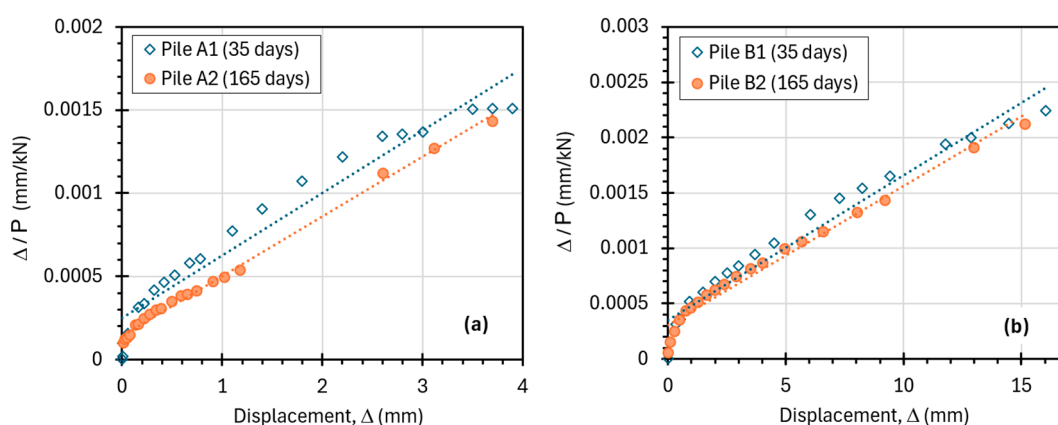 0.002
0.0015
0.001
0.0005
0
Δ / P (mm/kN)
Pile A1 (35 days)
Pile A2 (165 days)
(a)
0 1 2 3 4
Displacement, Δ (mm)
0.003
0.0025
0.002
0.0015
0.001
0.0005
0
Δ / P (mm/kN)
Pile B1 (35 days)
Pile B2 (165 days)
(b)
0 5 10 15
Displacement, Δ (mm)